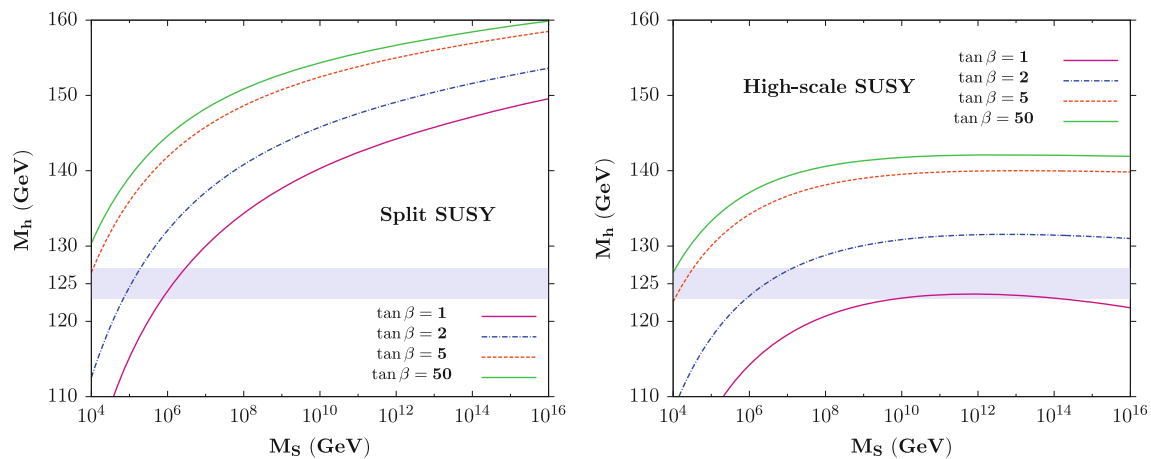 160
150
140
130
125
120
110
M_h (GeV)
Split SUSY
tan β = 1
tan β = 2
tan β = 5
tan β = 50
10^4 10^6 10^8 10^10 10^12 10^14 10^16
M_S (GeV)
160
150
140
130
125
120
110
M_h (GeV)
tan β = 1
tan β = 2
High-scale SUSY
tan β = 5
tan β = 50
10^4 10^6 10^8 10^10 10^12 10^14 10^16
M_S (GeV)